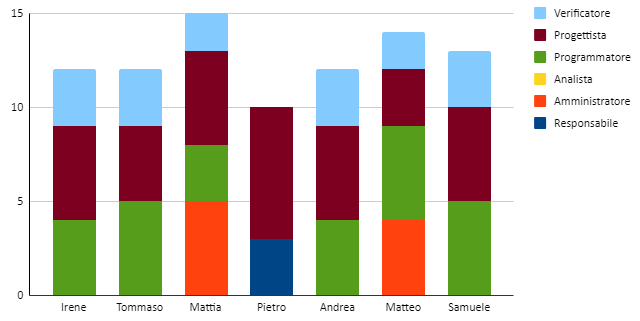 15
10
5
0
Irene
Tommaso
Mattia
Pietro
Andrea
Matteo
Samuele
Verificatore
Progettista
Programmatore
Analista
Amministratore
Responsabile